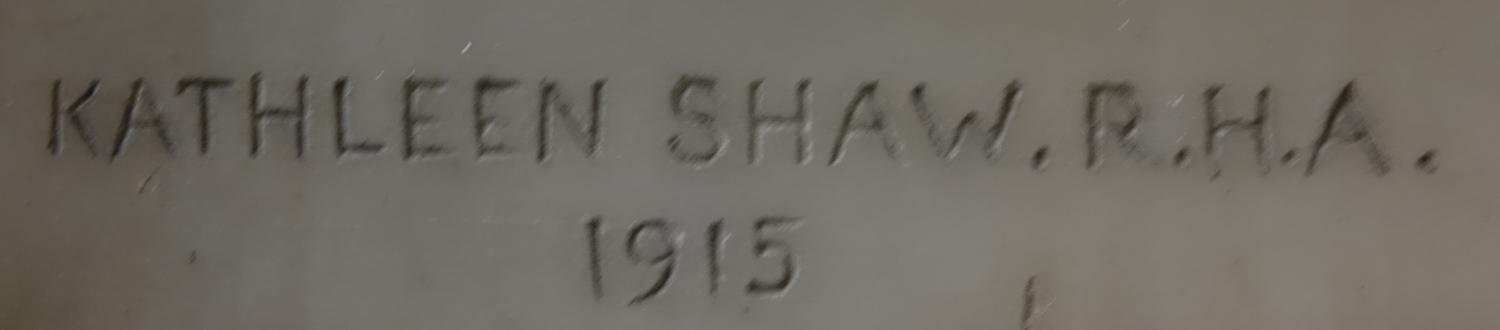 KATHLEEN SHAW. R.H.A.
1915